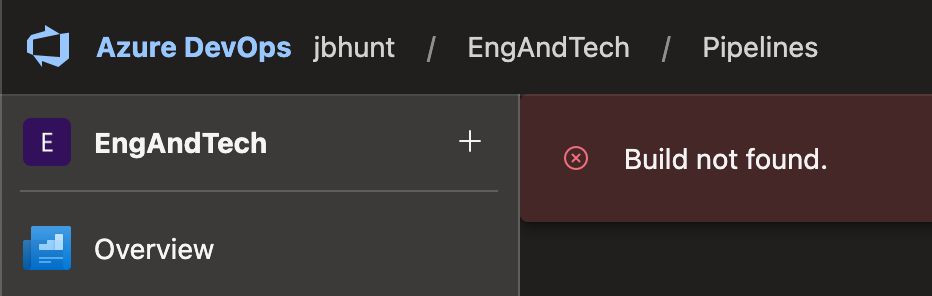 Azure DevOps jbhunt / EngAndTech / Pipelines
E EngAndTech +
Build not found.
Overview